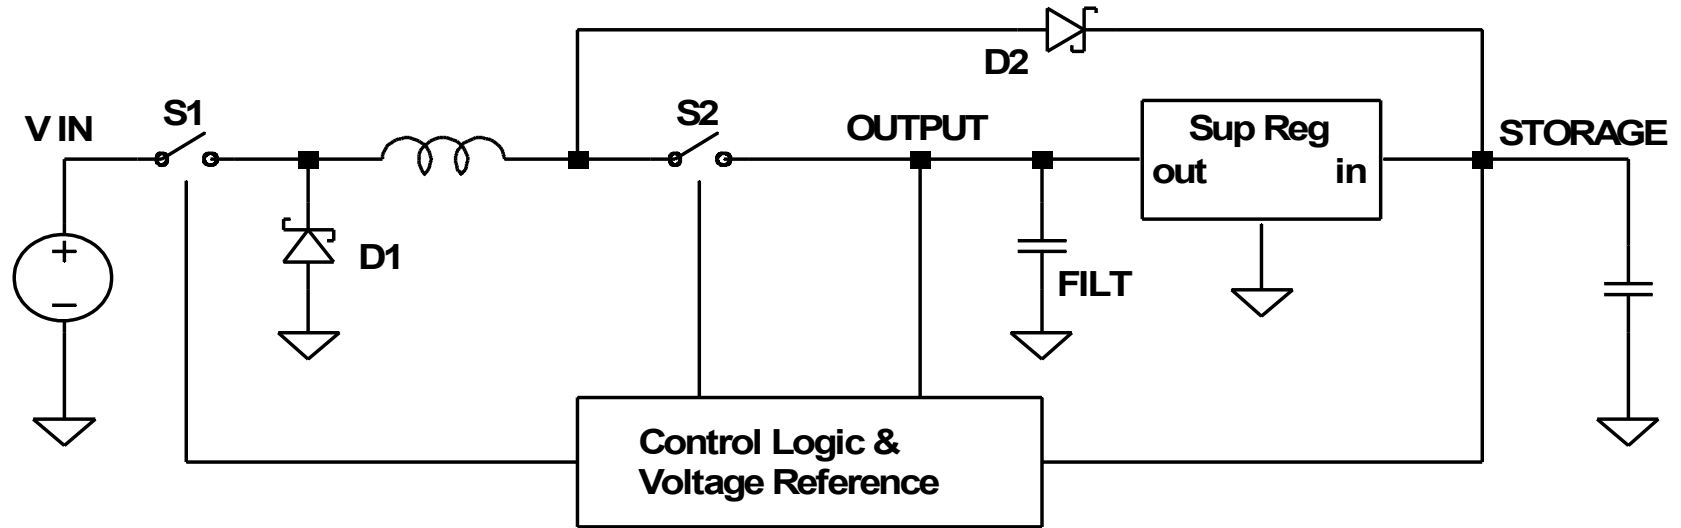 D2
S1
S2
V IN
OUTPUT
Sup Reg
STORAGE
out
in
+
D1
FILT
−
Control Logic &
Voltage Reference